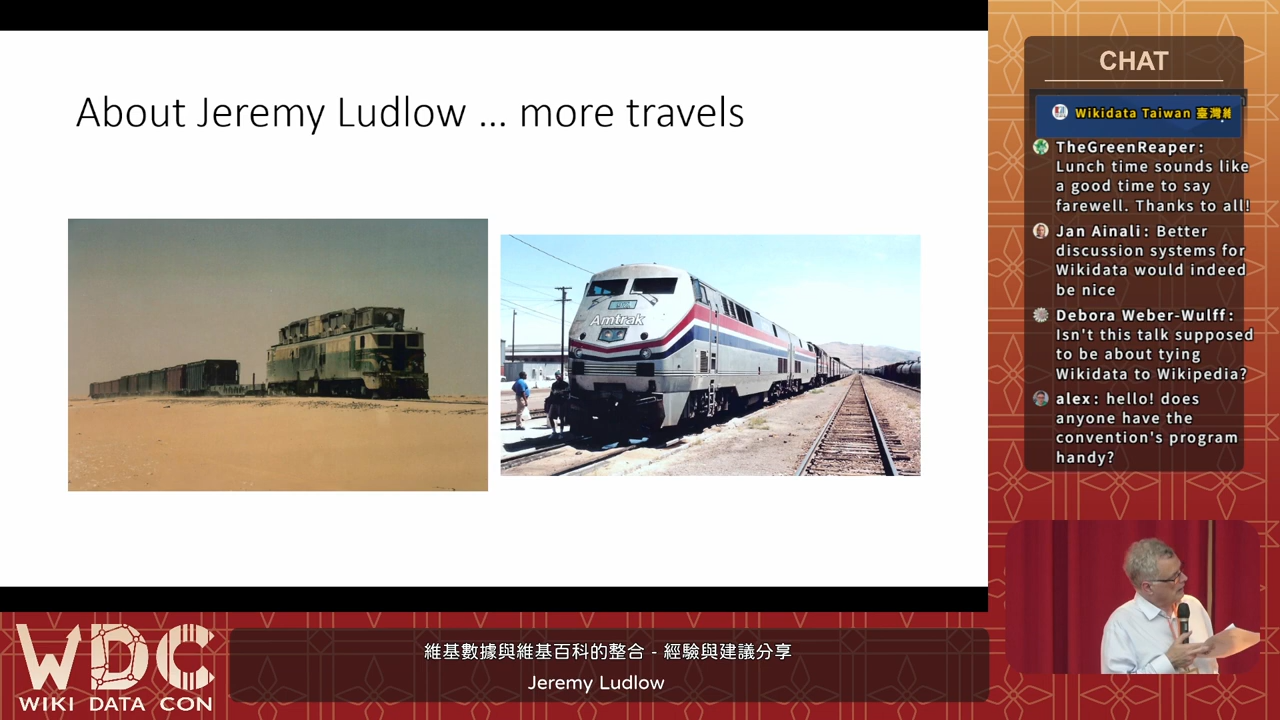 About Jeremy Ludlow ... more travels
Amtrak
CHAT
Wikidata Taiwan 臺灣維
TheGreenReaper:
Lunch time sounds like
a good time to say
farewell. Thanks to all!
Jan Ainali: Better
discussion systems for
Wikidata would indeed
be nice
Debora Weber-Wulff:
Isn't this talk supposed
to be about tying
Wikidata to Wikipedia?
alex: hello! does
anyone have the
convention's program
handy?
WDC
WIKI DATA CON
維基數據與維基百科的整合 - 經驗與建議分享
Jeremy Ludlow